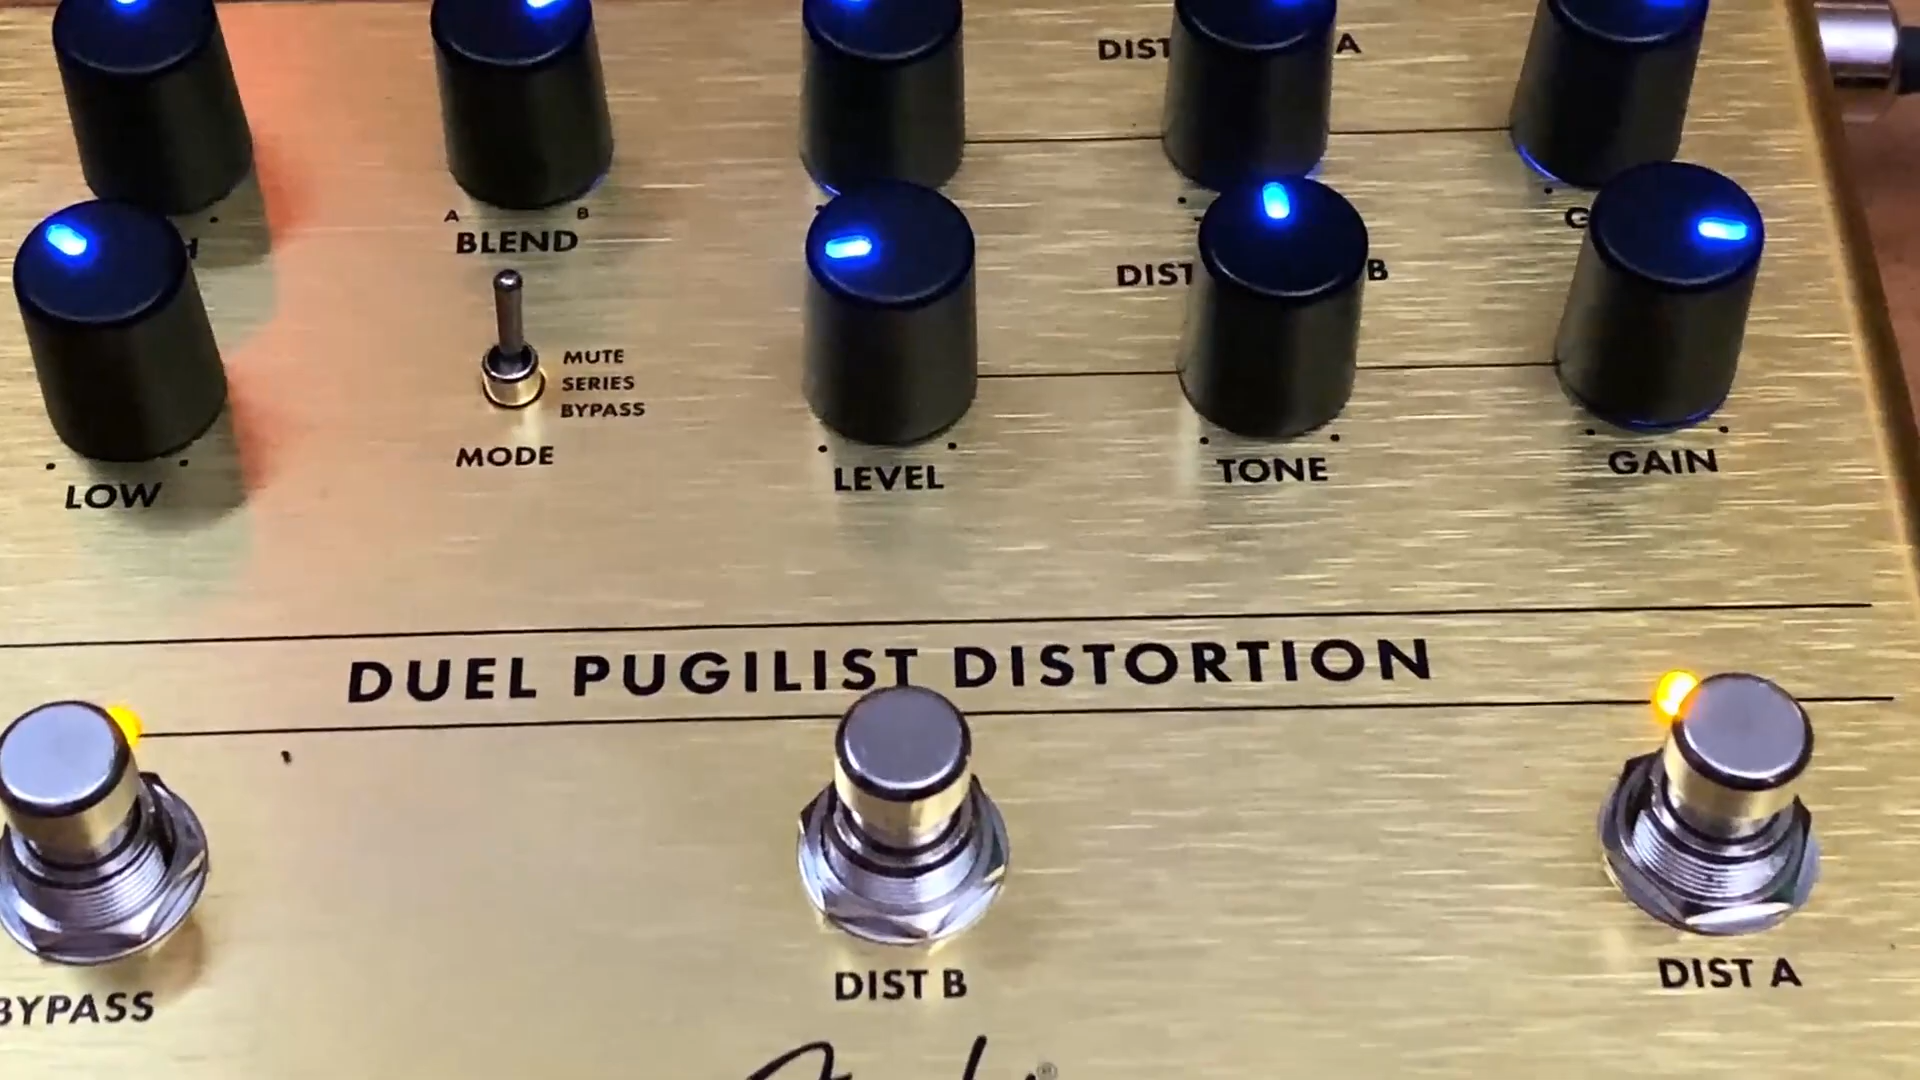 DIST A
A B
BLEND
DIST B
MUTE
SERIES
BYPASS
MODE
LOW
LEVEL
TONE
GAIN
DUEL PUGILIST DISTORTION
BYPASS
DIST B
DIST A
®